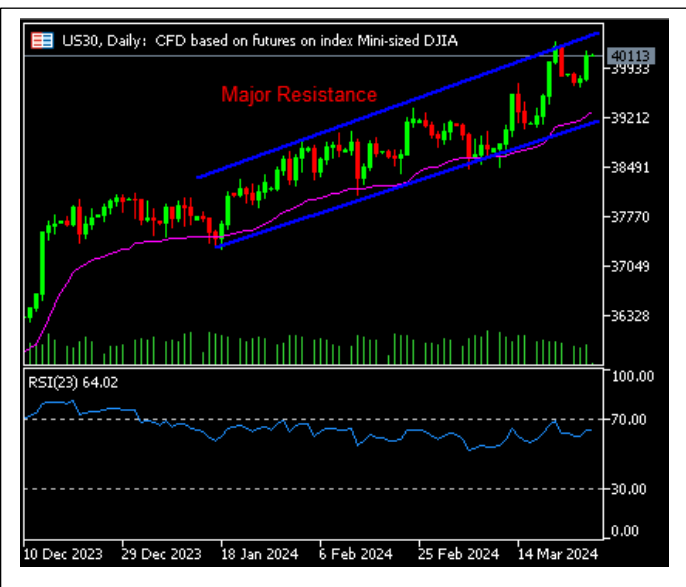 US30, Daily: CFD based on futures on index Mini-sized DJIA
Major Resistance
40113
39933
39212
38491
37770
37049
36328
RSI(23) 64.02
100.00
70.00
30.00
0.00
10 Dec 2023 29 Dec 2023 18 Jan 2024 6 Feb 2024 25 Feb 2024 14 Mar 2024